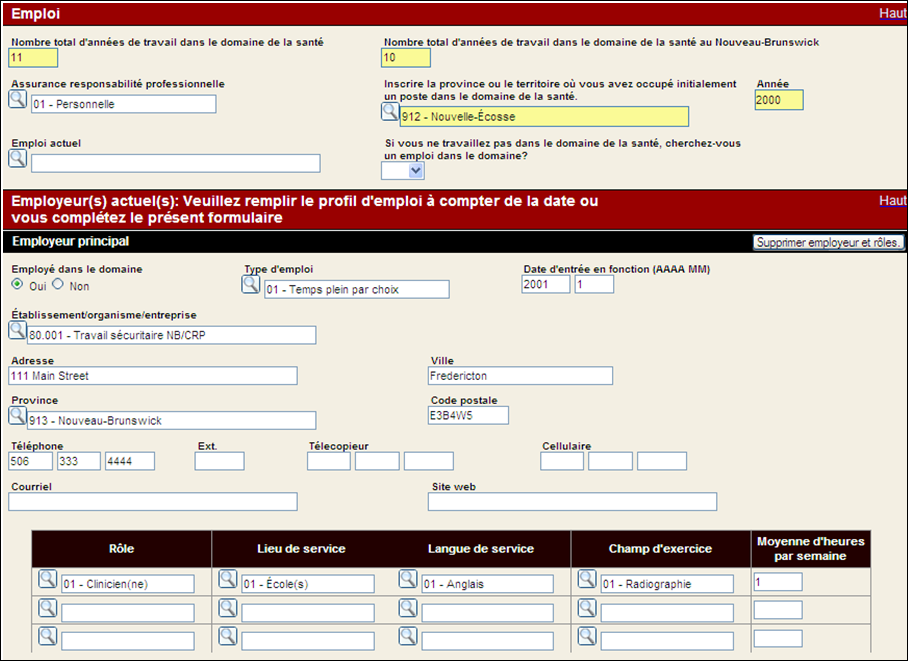 Emploi Haut
Nombre total d'années de travail dans le domaine de la santé
11
Nombre total d'années de travail dans le domaine de la santé au Nouveau-Brunswick
10
Assurance responsabilité professionnelle
01 - Personnelle
Inscrire la province ou le territoire où vous avez occupé initialement
un poste dans le domaine de la santé.
912 - Nouvelle-Écosse
Année
2000
Emploi actuel
Si vous ne travaillez pas dans le domaine de la santé, cherchez-vous
un emploi dans le domaine?
Employeur(s) actuel(s): Veuillez remplir le profil d'emploi à compter de la date ou Haut
vous complétez le présent formulaire
Employeur principal Supprimer employeur et rôles.
Employé dans le domaine
Oui Non
Type d'emploi
01 - Temps plein par choix
Date d'entrée en fonction (AAAA MM)
2001 1
Établissement/organisme/entreprise
80.001 - Travail sécuritaire NB/CRP
Adresse
111 Main Street
Ville
Fredericton
Province
913 - Nouveau-Brunswick
Code postale
E3B4W5
Téléphone
506 333 4444
Ext.
Télecopieur
Cellulaire
Courriel
Site web
Rôle Lieu de service Langue de service Champ d'exercice Moyenne d'heures
par semaine
01 - Clinicien(ne) 01 - École(s) 01 - Anglais 01 - Radiographie 1